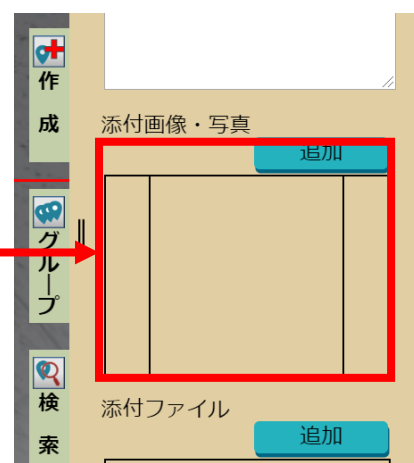 作成
添付画像・写真
追加
グループ
検索
添付ファイル
追加